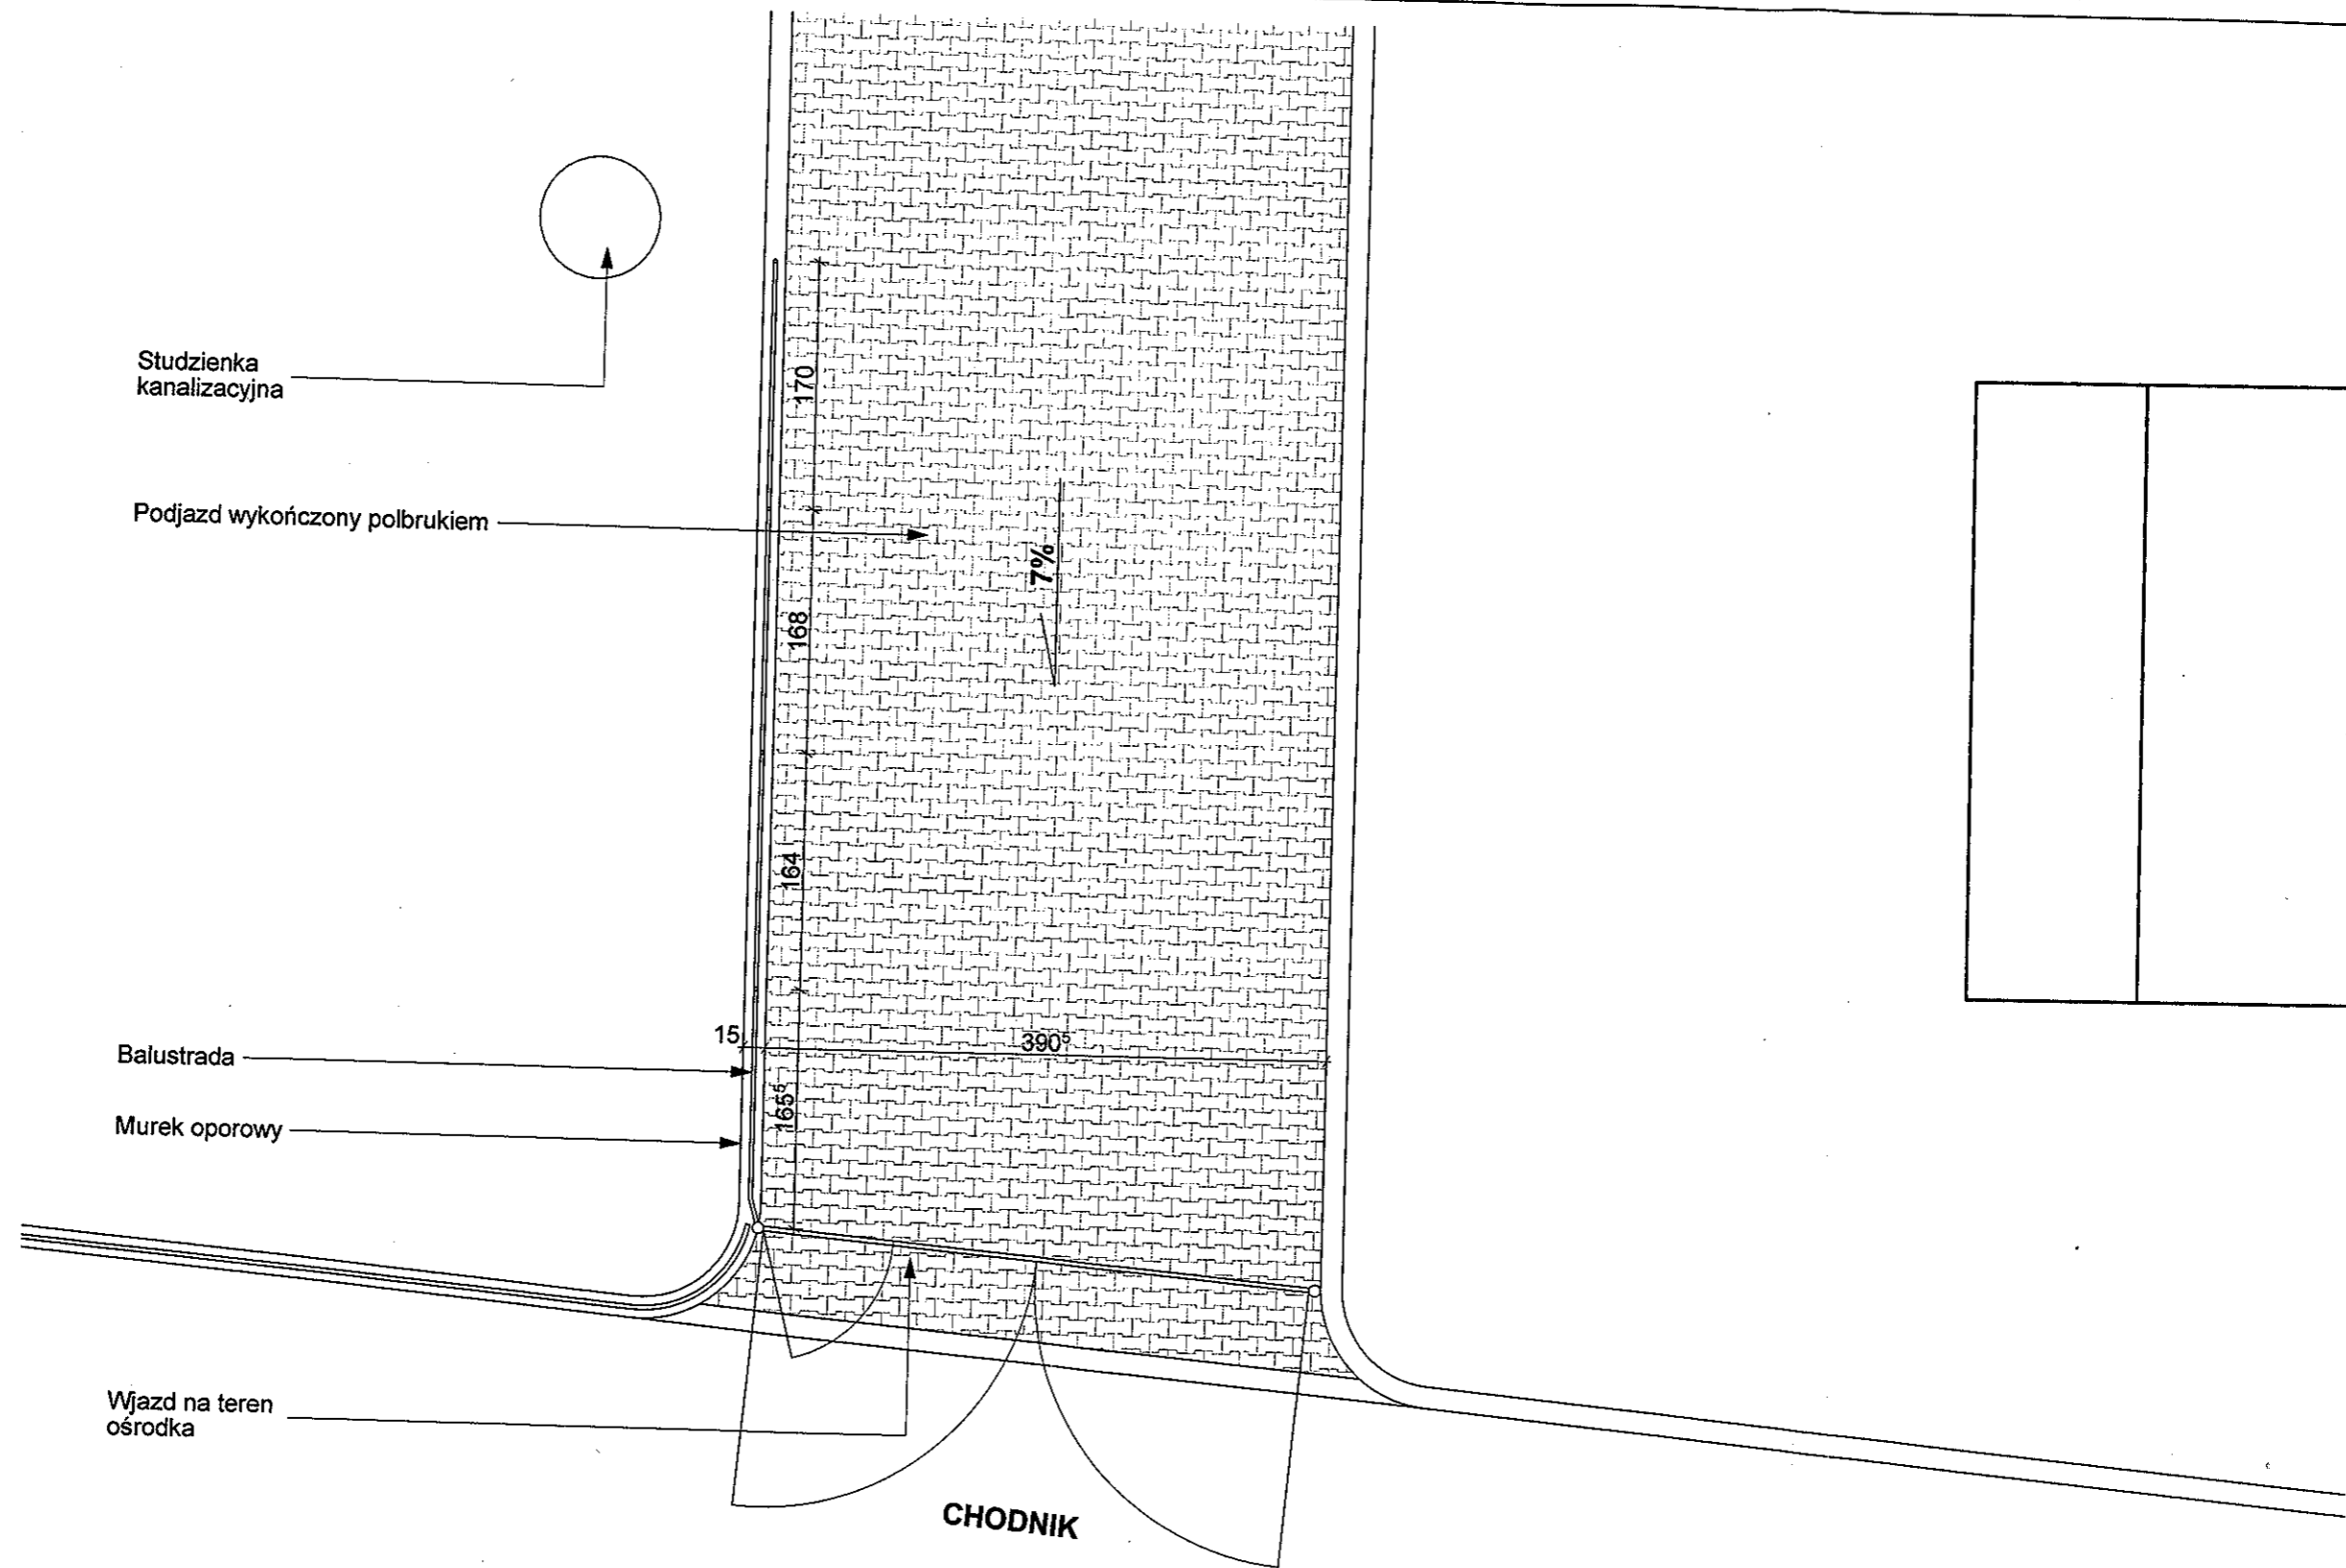 Studzienka
kanalizacyjna
170
Podjazd wykończony polbrukiem
7%
168
164
15
390⁵
Balustrada
165⁵
Murek oporowy
Wjazd na teren
ośrodka
CHODNIK